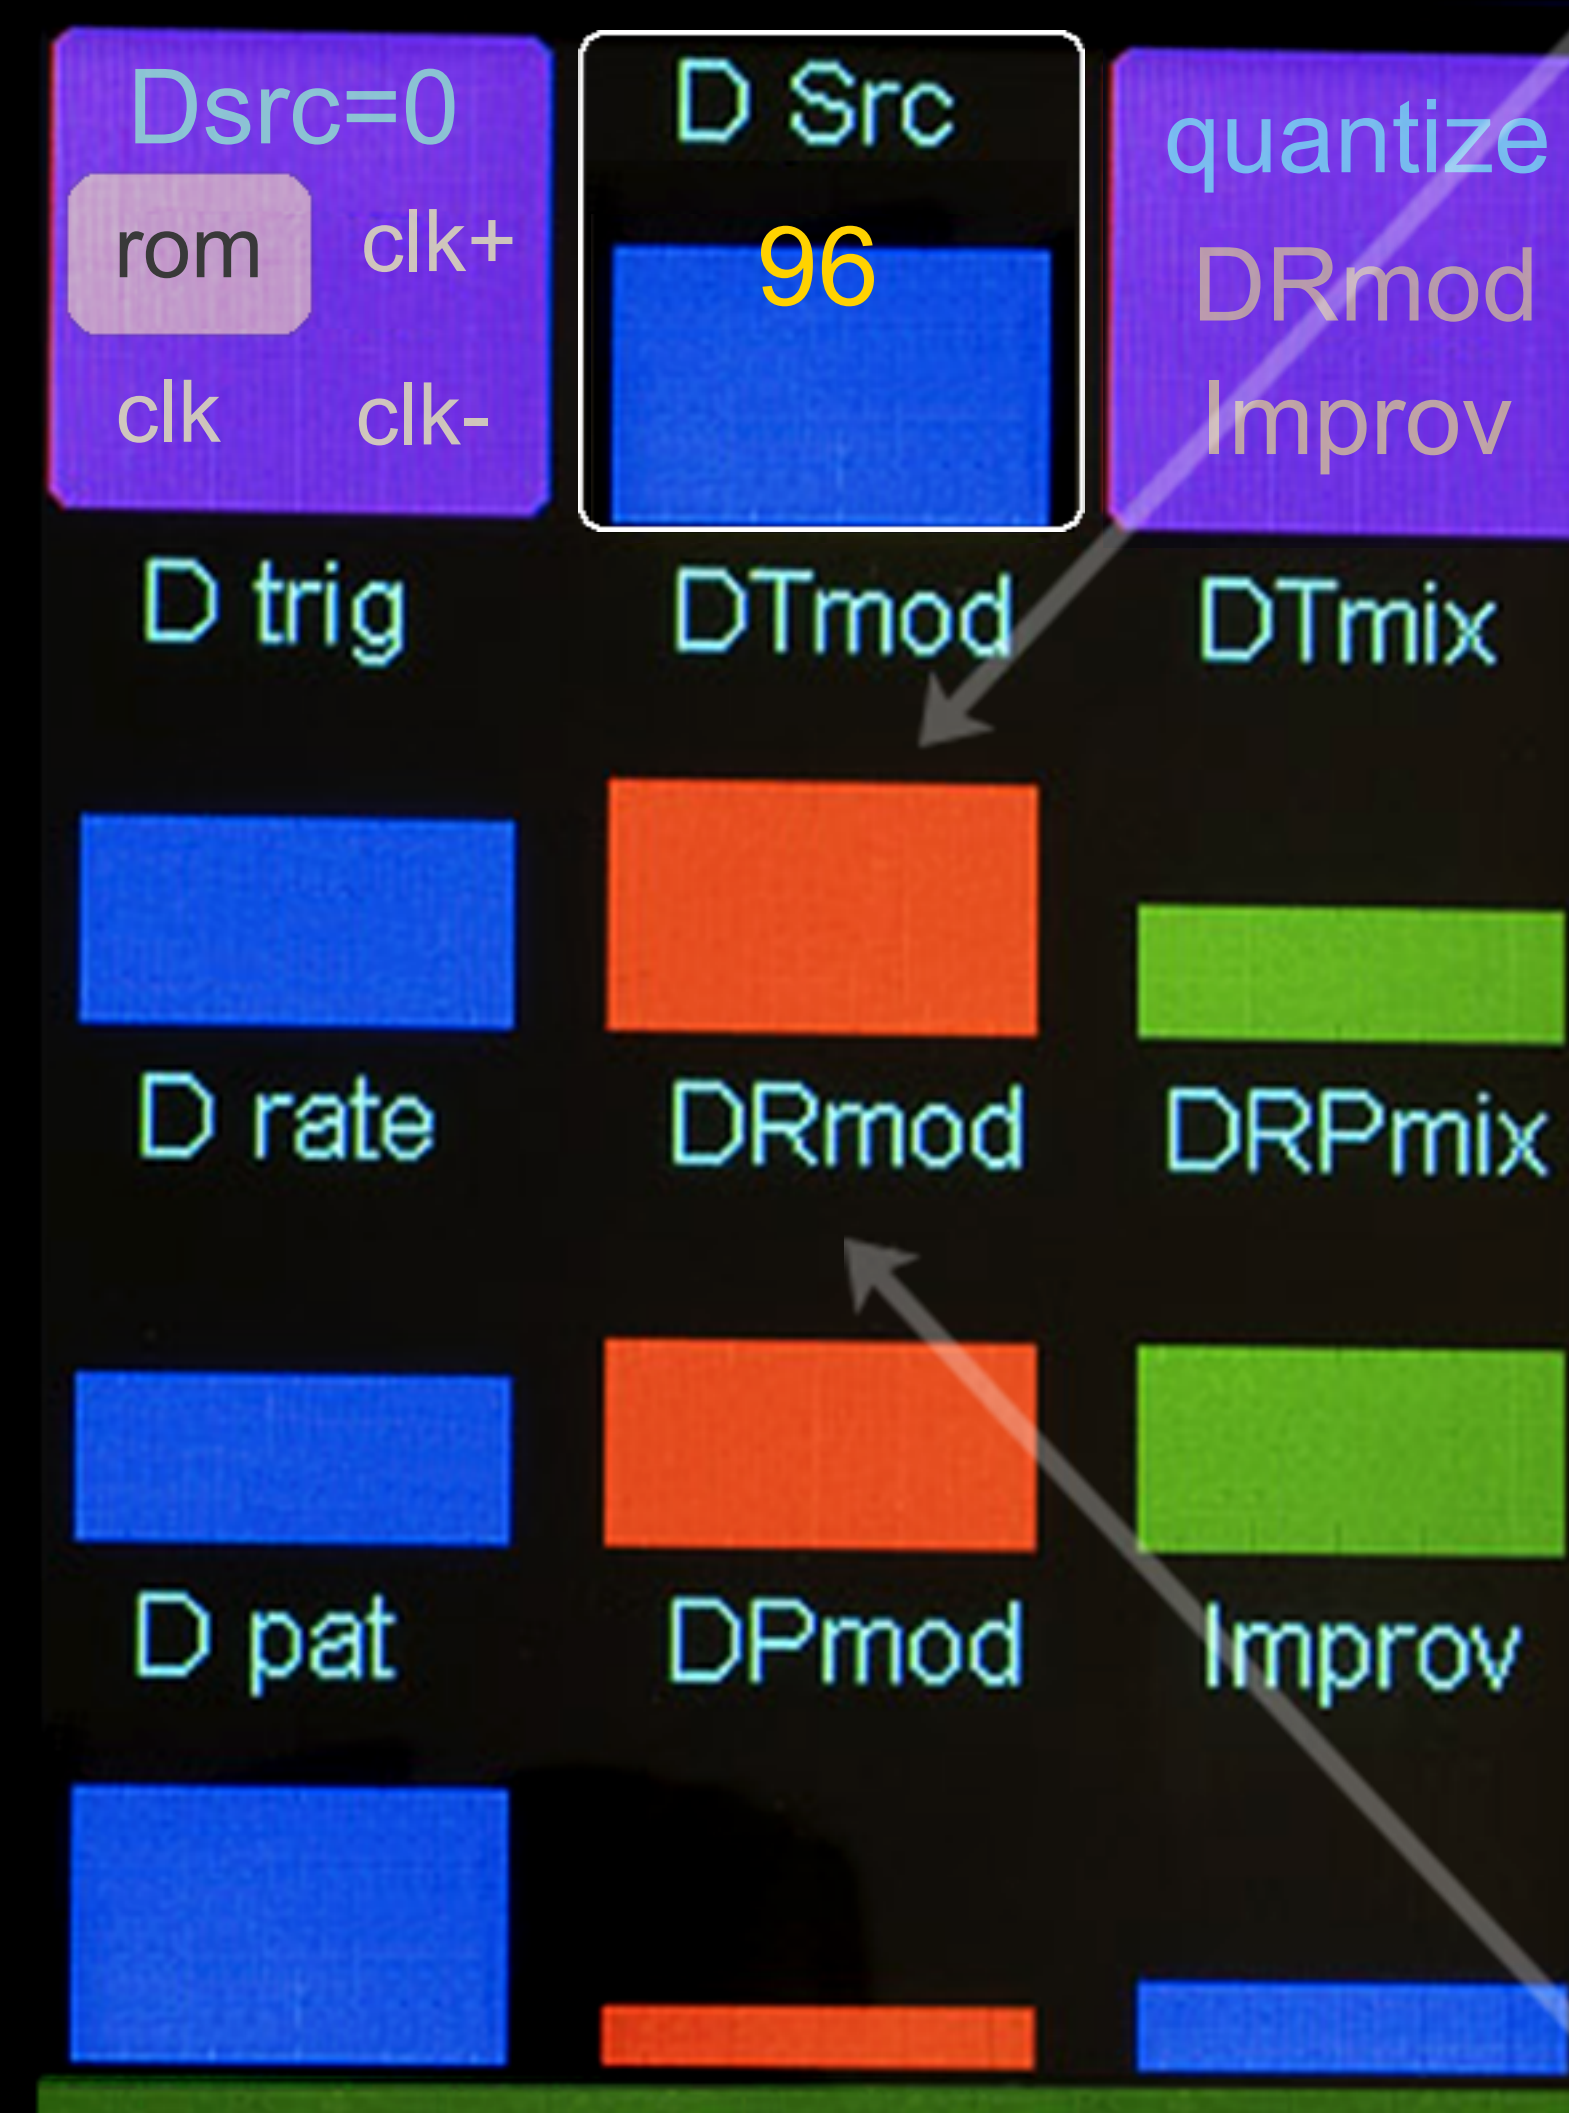 Dsrc=0
rom clk+
clk clk-
D Src
96
quantize
DRmod
Improv
D trig DTmod DTmix
D rate DRmod DRPmix
D pat DPmod Improv